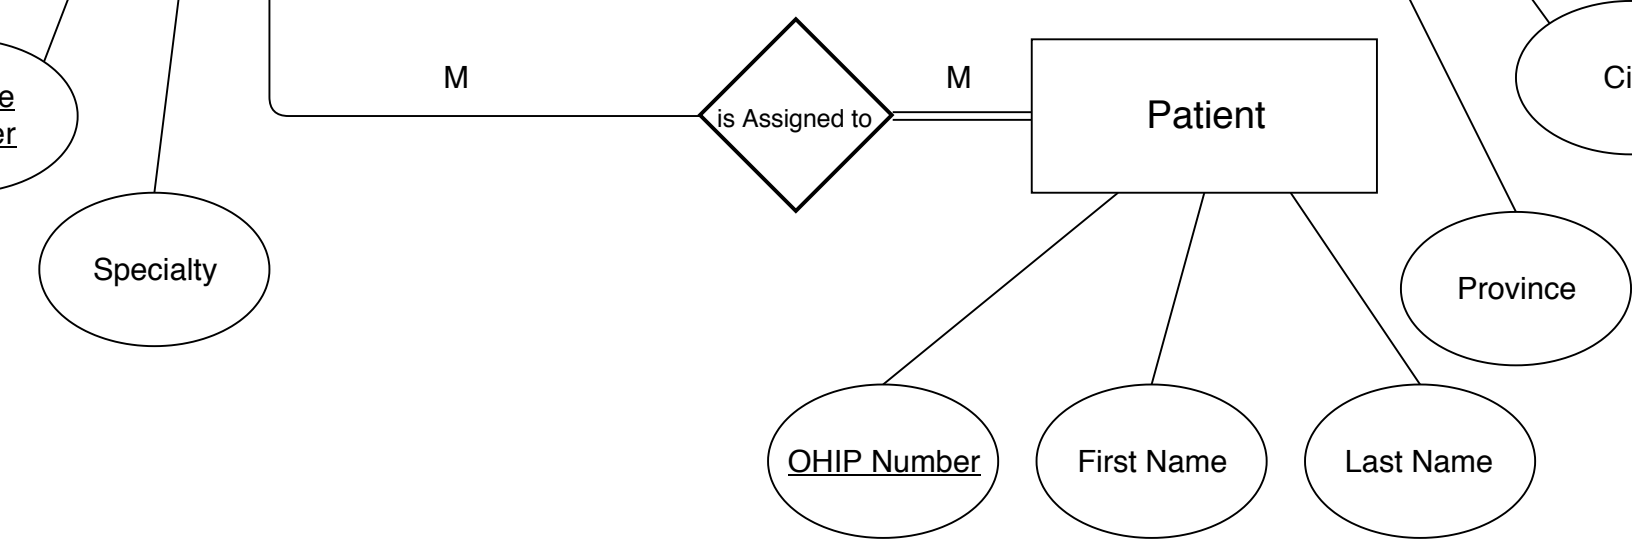 M
M
is Assigned to
Patient
Specialty
Province
OHIP Number
First Name
Last Name